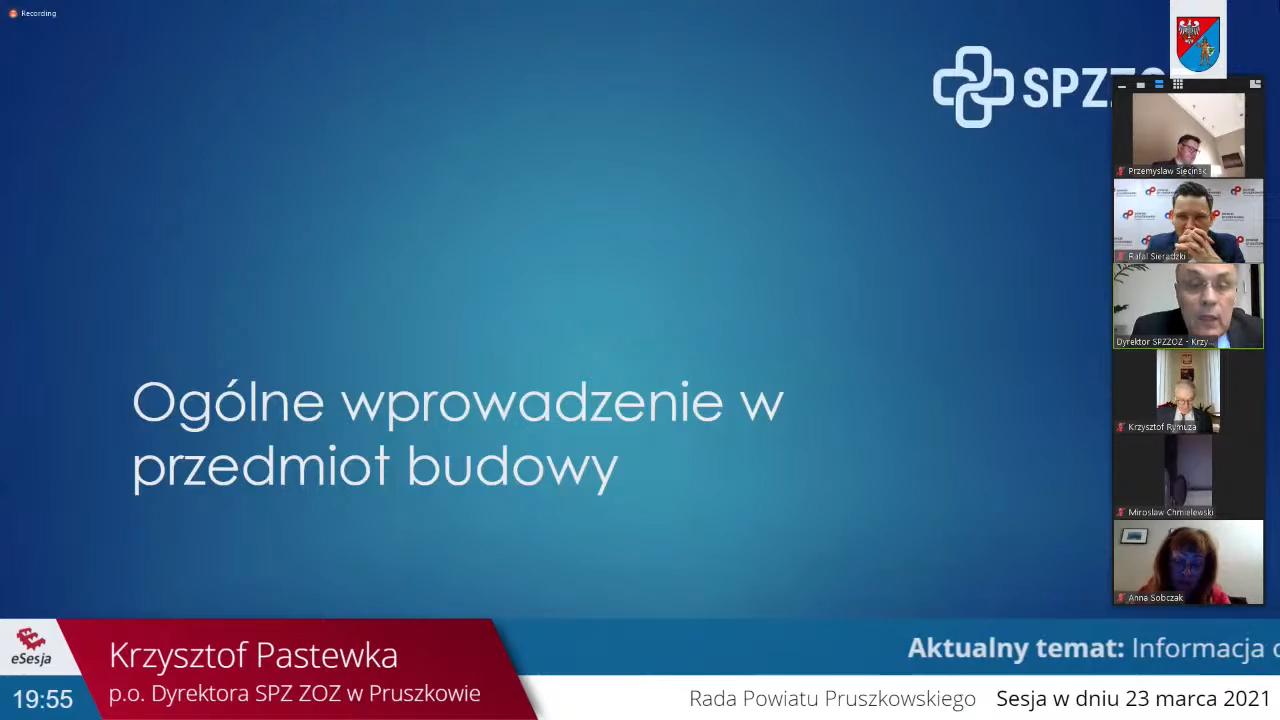 Recording
SPZZOZ
Przemysław Sieciński
Rafał Sieradzki
Dyrektor SPZZOZ - Krzy...
Krzysztof Rymuza
Mirosław Chmielewski
Anna Sobczak
Ogólne wprowadzenie w
przedmiot budowy
eSesja
Krzysztof Pastewka
p.o. Dyrektora SPZ ZOZ w Pruszkowie
Aktualny temat: Informacja
19:55
Rada Powiatu Pruszkowskiego
Sesja w dniu 23 marca 2021